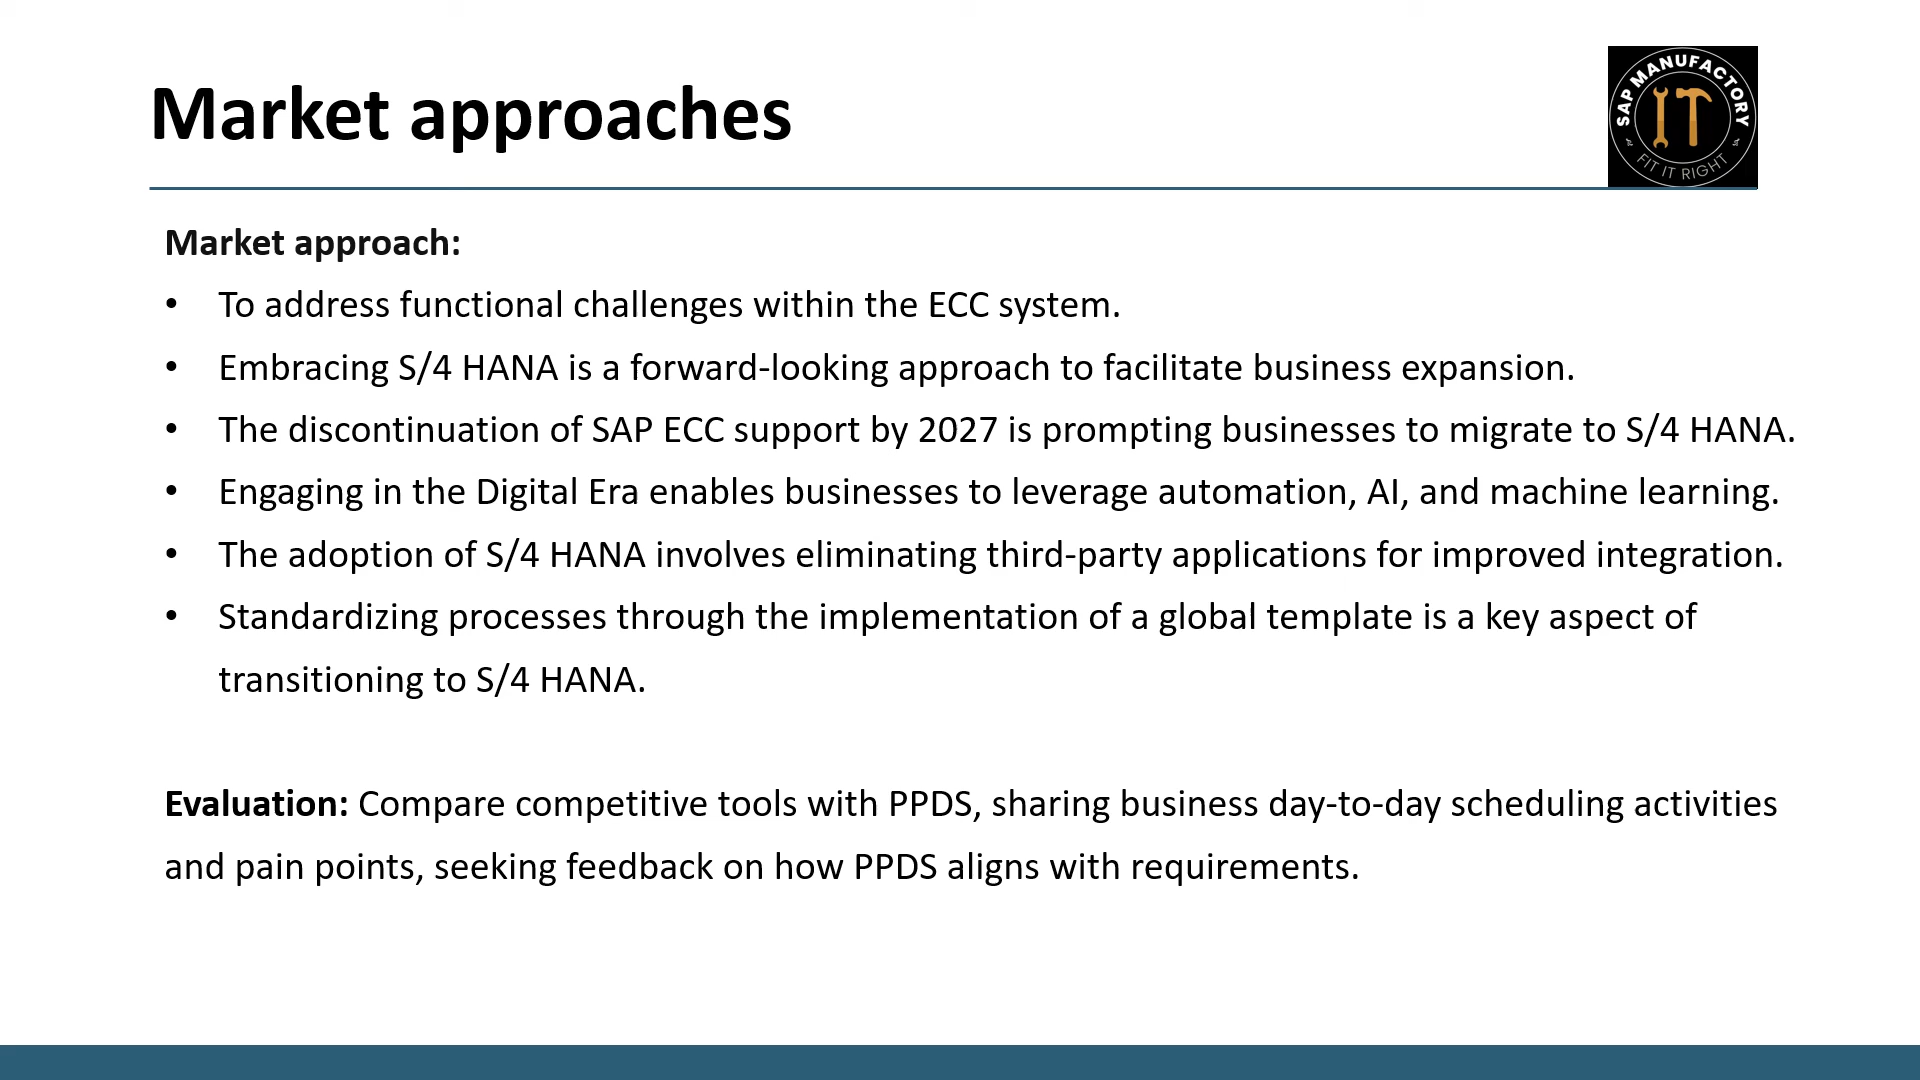 Market approaches
SAP MANUFACTORY
IT
FIT IT RIGHT
Market approach:
• To address functional challenges within the ECC system.
• Embracing S/4 HANA is a forward-looking approach to facilitate business expansion.
• The discontinuation of SAP ECC support by 2027 is prompting businesses to migrate to S/4 HANA.
• Engaging in the Digital Era enables businesses to leverage automation, AI, and machine learning.
• The adoption of S/4 HANA involves eliminating third-party applications for improved integration.
• Standardizing processes through the implementation of a global template is a key aspect of
transitioning to S/4 HANA.
Evaluation: Compare competitive tools with PPDS, sharing business day-to-day scheduling activities
and pain points, seeking feedback on how PPDS aligns with requirements.